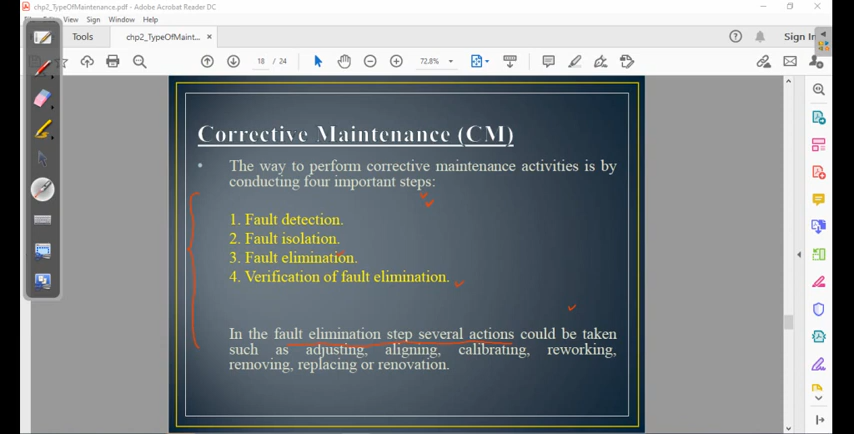 chp2_TypeOfMaintenance.pdf - Adobe Acrobat Reader DC
View Sign Window Help
Tools
chp2_TypeOfMaint... ×
Sign In
18 / 24
72.8%
Corrective Maintenance (CM)
• The way to perform corrective maintenance activities is by
conducting four important steps:
1. Fault detection.
2. Fault isolation.
3. Fault elimination.
4. Verification of fault elimination.
In the fault elimination step several actions could be taken
such as adjusting, aligning, calibrating, reworking,
removing, replacing or renovation.